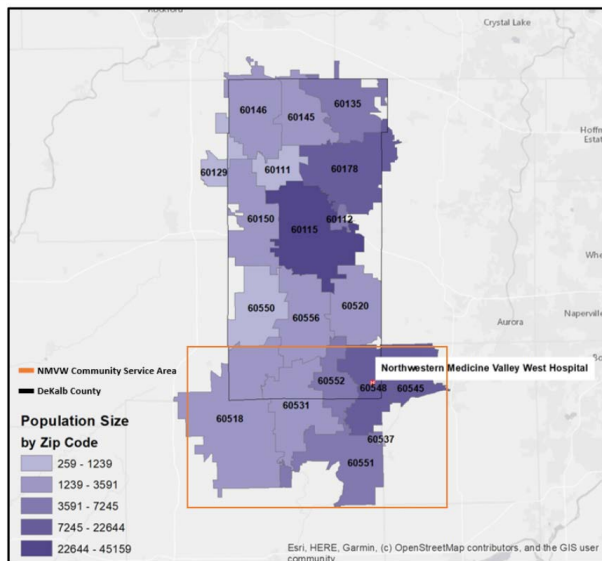 Rockford
Crystal Lake
60135
60146
60145
60129
60111
60178
60150
60112
60115
60550
60556
60520
Aurora
Naperville
NMVW Community Service Area
DeKalb County
Northwestern Medicine Valley West Hospital
60552
60548
60545
60518
60531
60537
60551
Population Size
by Zip Code
259 - 1239
1239 - 3591
3591 - 7245
7245 - 22644
22644 - 45159
Esri, HERE, Garmin, (c) OpenStreetMap contributors, and the GIS user
community